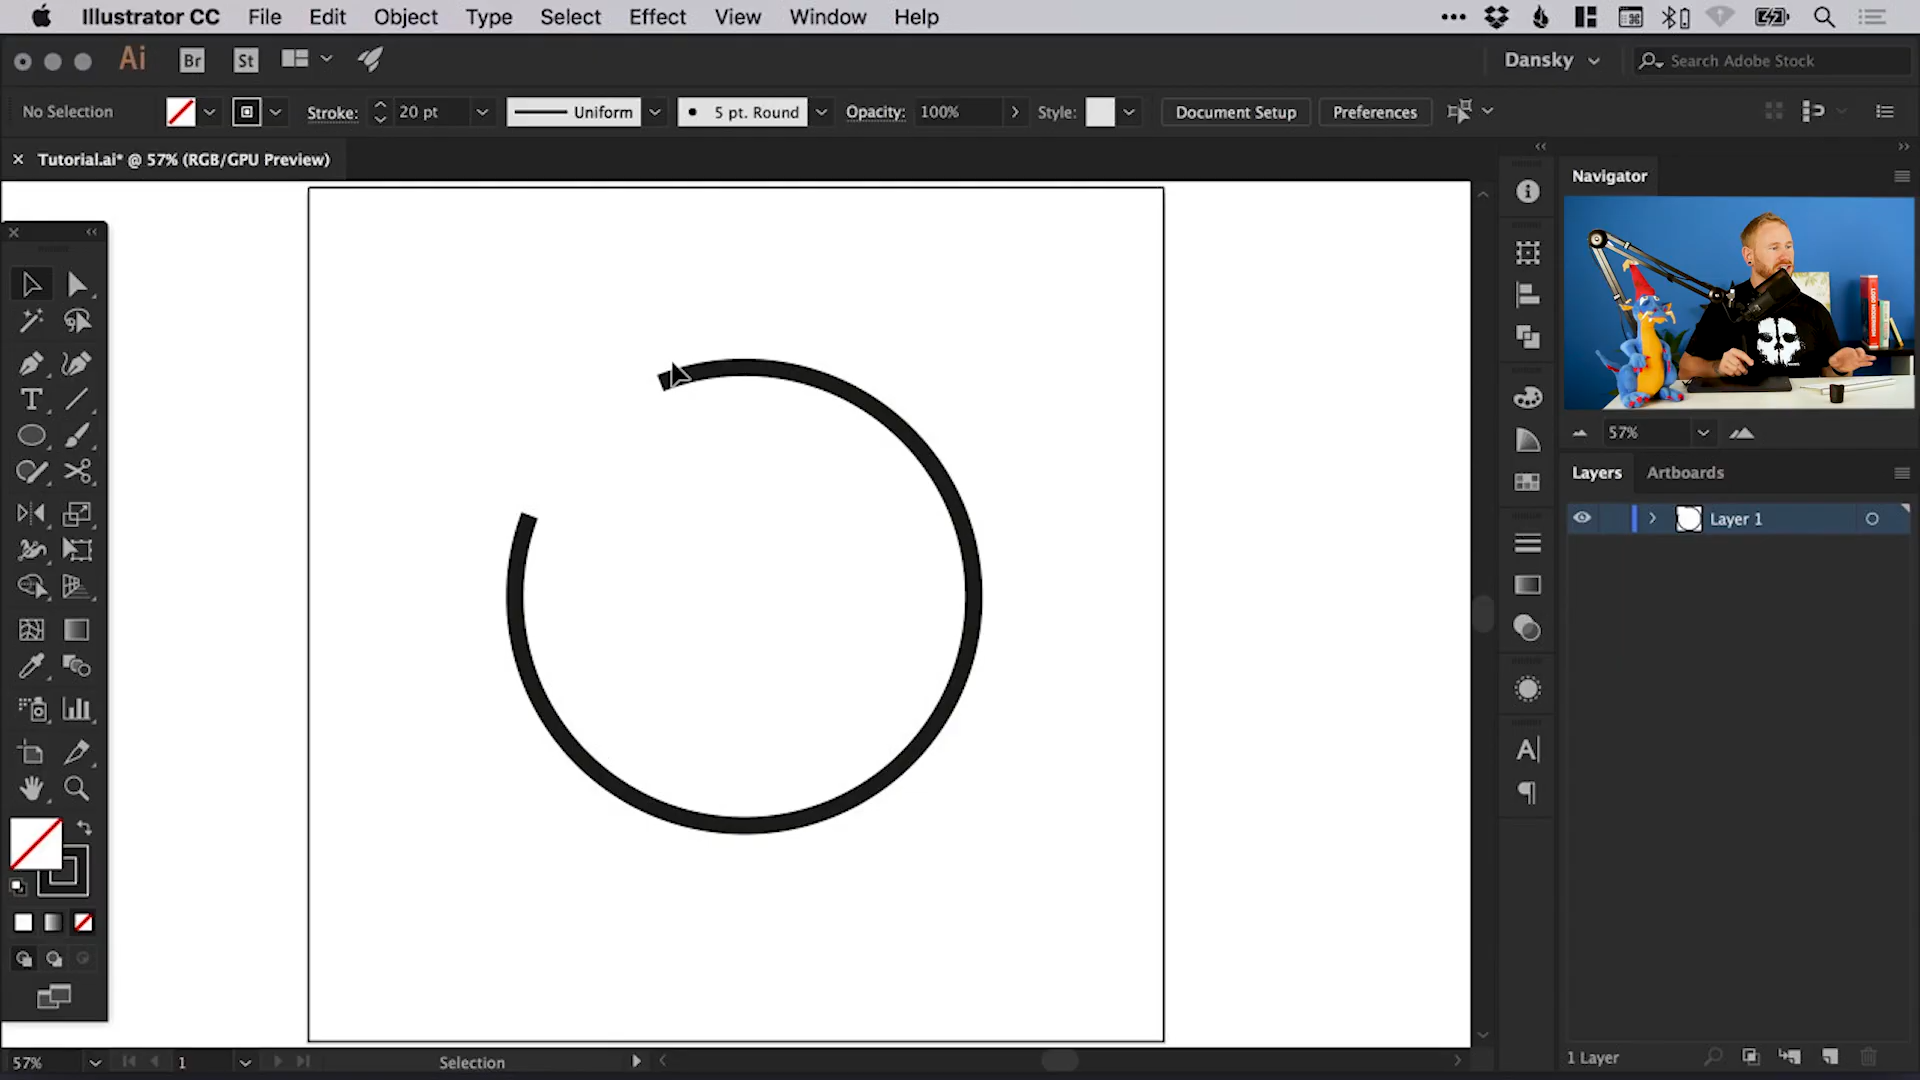 Illustrator CC File Edit Object Type Select Effect View Window Help
Ai Br St Dansky Search Adobe Stock
No Selection Stroke: 20 pt Uniform 5 pt. Round Opacity: 100% Style: Document Setup Preferences
Tutorial.ai* @ 57% (RGB/GPU Preview)
Navigator
57%
Layers Artboards
Layer 1
57% 1 Selection
1 Layer